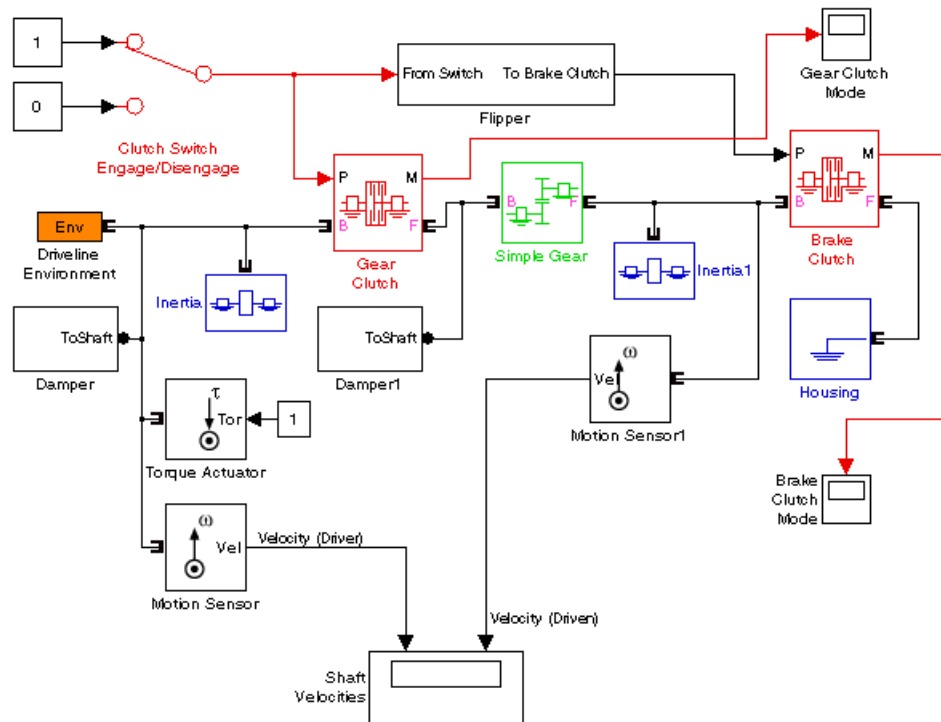 1
0
Clutch Switch
Engage/Disengage
From Switch
To Brake Clutch
Flipper
Gear Clutch
Mode
P
M
B
F
Gear
Clutch
B
F
Simple Gear
P
M
B
F
Brake
Clutch
Env
Driveline
Environment
Inertia
Inertia1
ToShaft
Damper
ToShaft
Damper1
ω
Vel
Motion Sensor1
Housing
τ
Tor
1
Torque Actuator
ω
Vel
Motion Sensor
Velocity (Driver)
Velocity (Driven)
Brake
Clutch
Mode
Shaft
Velocities